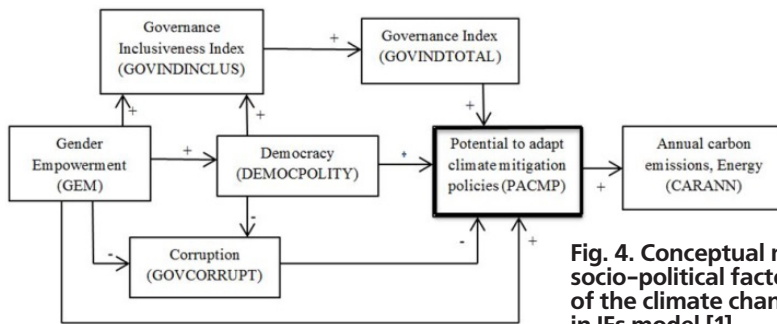 Governance
Inclusiveness Index
(GOVINDINCLUS)
+
Governance Index
(GOVINDTOTAL)
+
+
+
Gender
Empowerment
(GEM)
+
Democracy
(DEMOCPOLITY)
+
Potential to adapt
climate mitigation
policies (PACMP)
+
Annual carbon
emissions, Energy
(CARANN)
-
-
Corruption
(GOVCORRUPT)
-
+
Fig. 4. Conceptual
socio-political facto
of the climate chan
in IFs model [1]